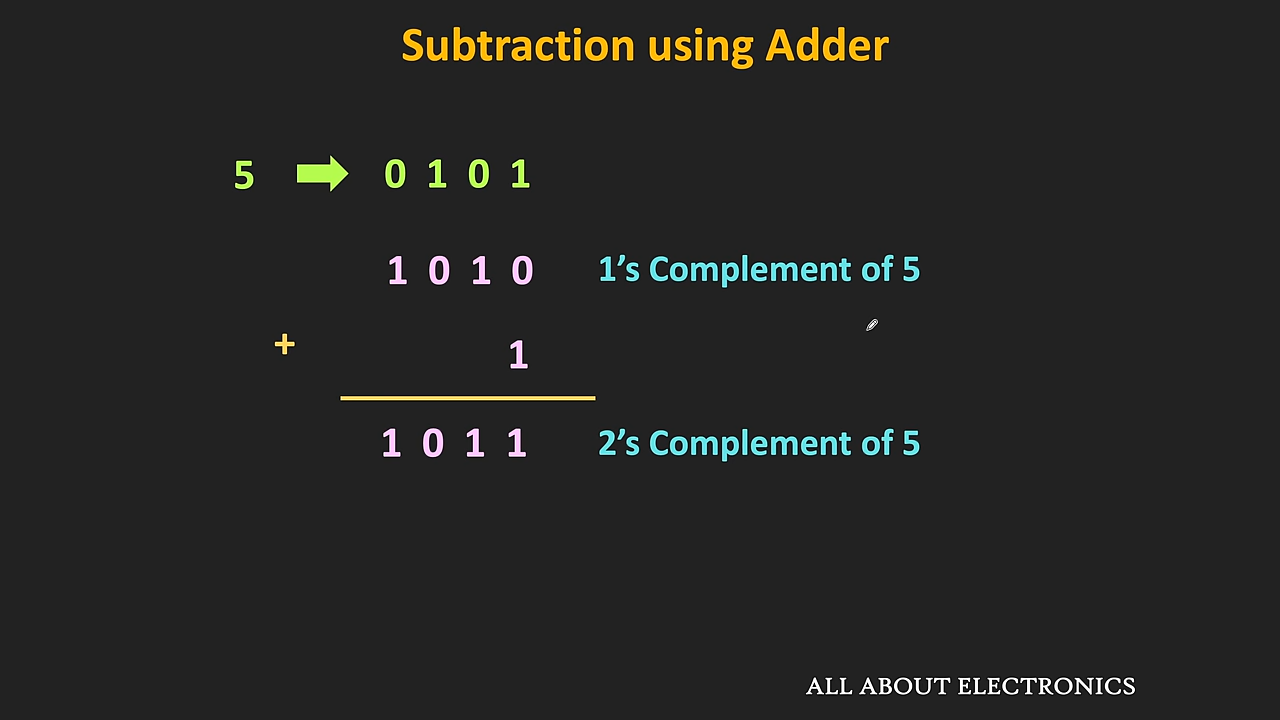 Subtraction using Adder
5 0 1 0 1
1 0 1 0 1’s Complement of 5
+ 1
1 0 1 1 2’s Complement of 5
ALL ABOUT ELECTRONICS